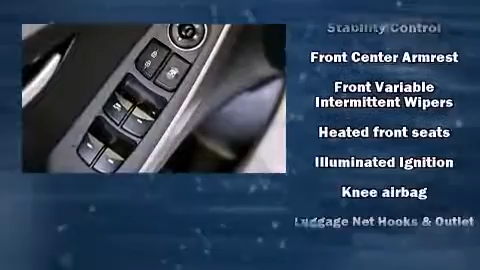 Stability Control
Front Center Armrest
Front Variable
Intermittent Wipers
Heated front seats
Illuminated Ignition
Knee airbag
Luggage Net Hooks & Outlet